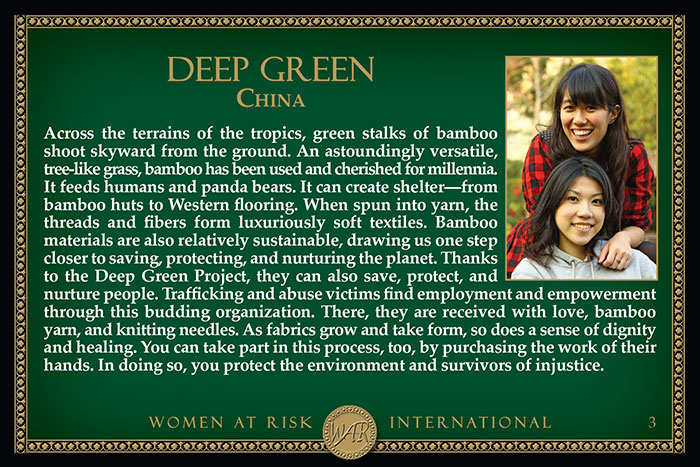 DEEP GREEN
CHINA
Across the terrains of the tropics, green stalks of bamboo
shoot skyward from the ground. An astoundingly versatile,
tree-like grass, bamboo has been used and cherished for millennia.
It feeds humans and panda bears. It can create shelter—from
bamboo huts to Western flooring. When spun into yarn, the
threads and fibers form luxuriously soft textiles. Bamboo
materials are also relatively sustainable, drawing us one step
closer to saving, protecting, and nurturing the planet. Thanks
to the Deep Green Project, they can also save, protect, and
nurture people. Trafficking and abuse victims find employment and empowerment
through this budding organization. There, they are received with love, bamboo
yarn, and knitting needles. As fabrics grow and take form, so does a sense of dignity
and healing. You can take part in this process, too, by purchasing the work of their
hands. In doing so, you protect the environment and survivors of injustice.
WOMEN AT RISK WAR INTERNATIONAL 3